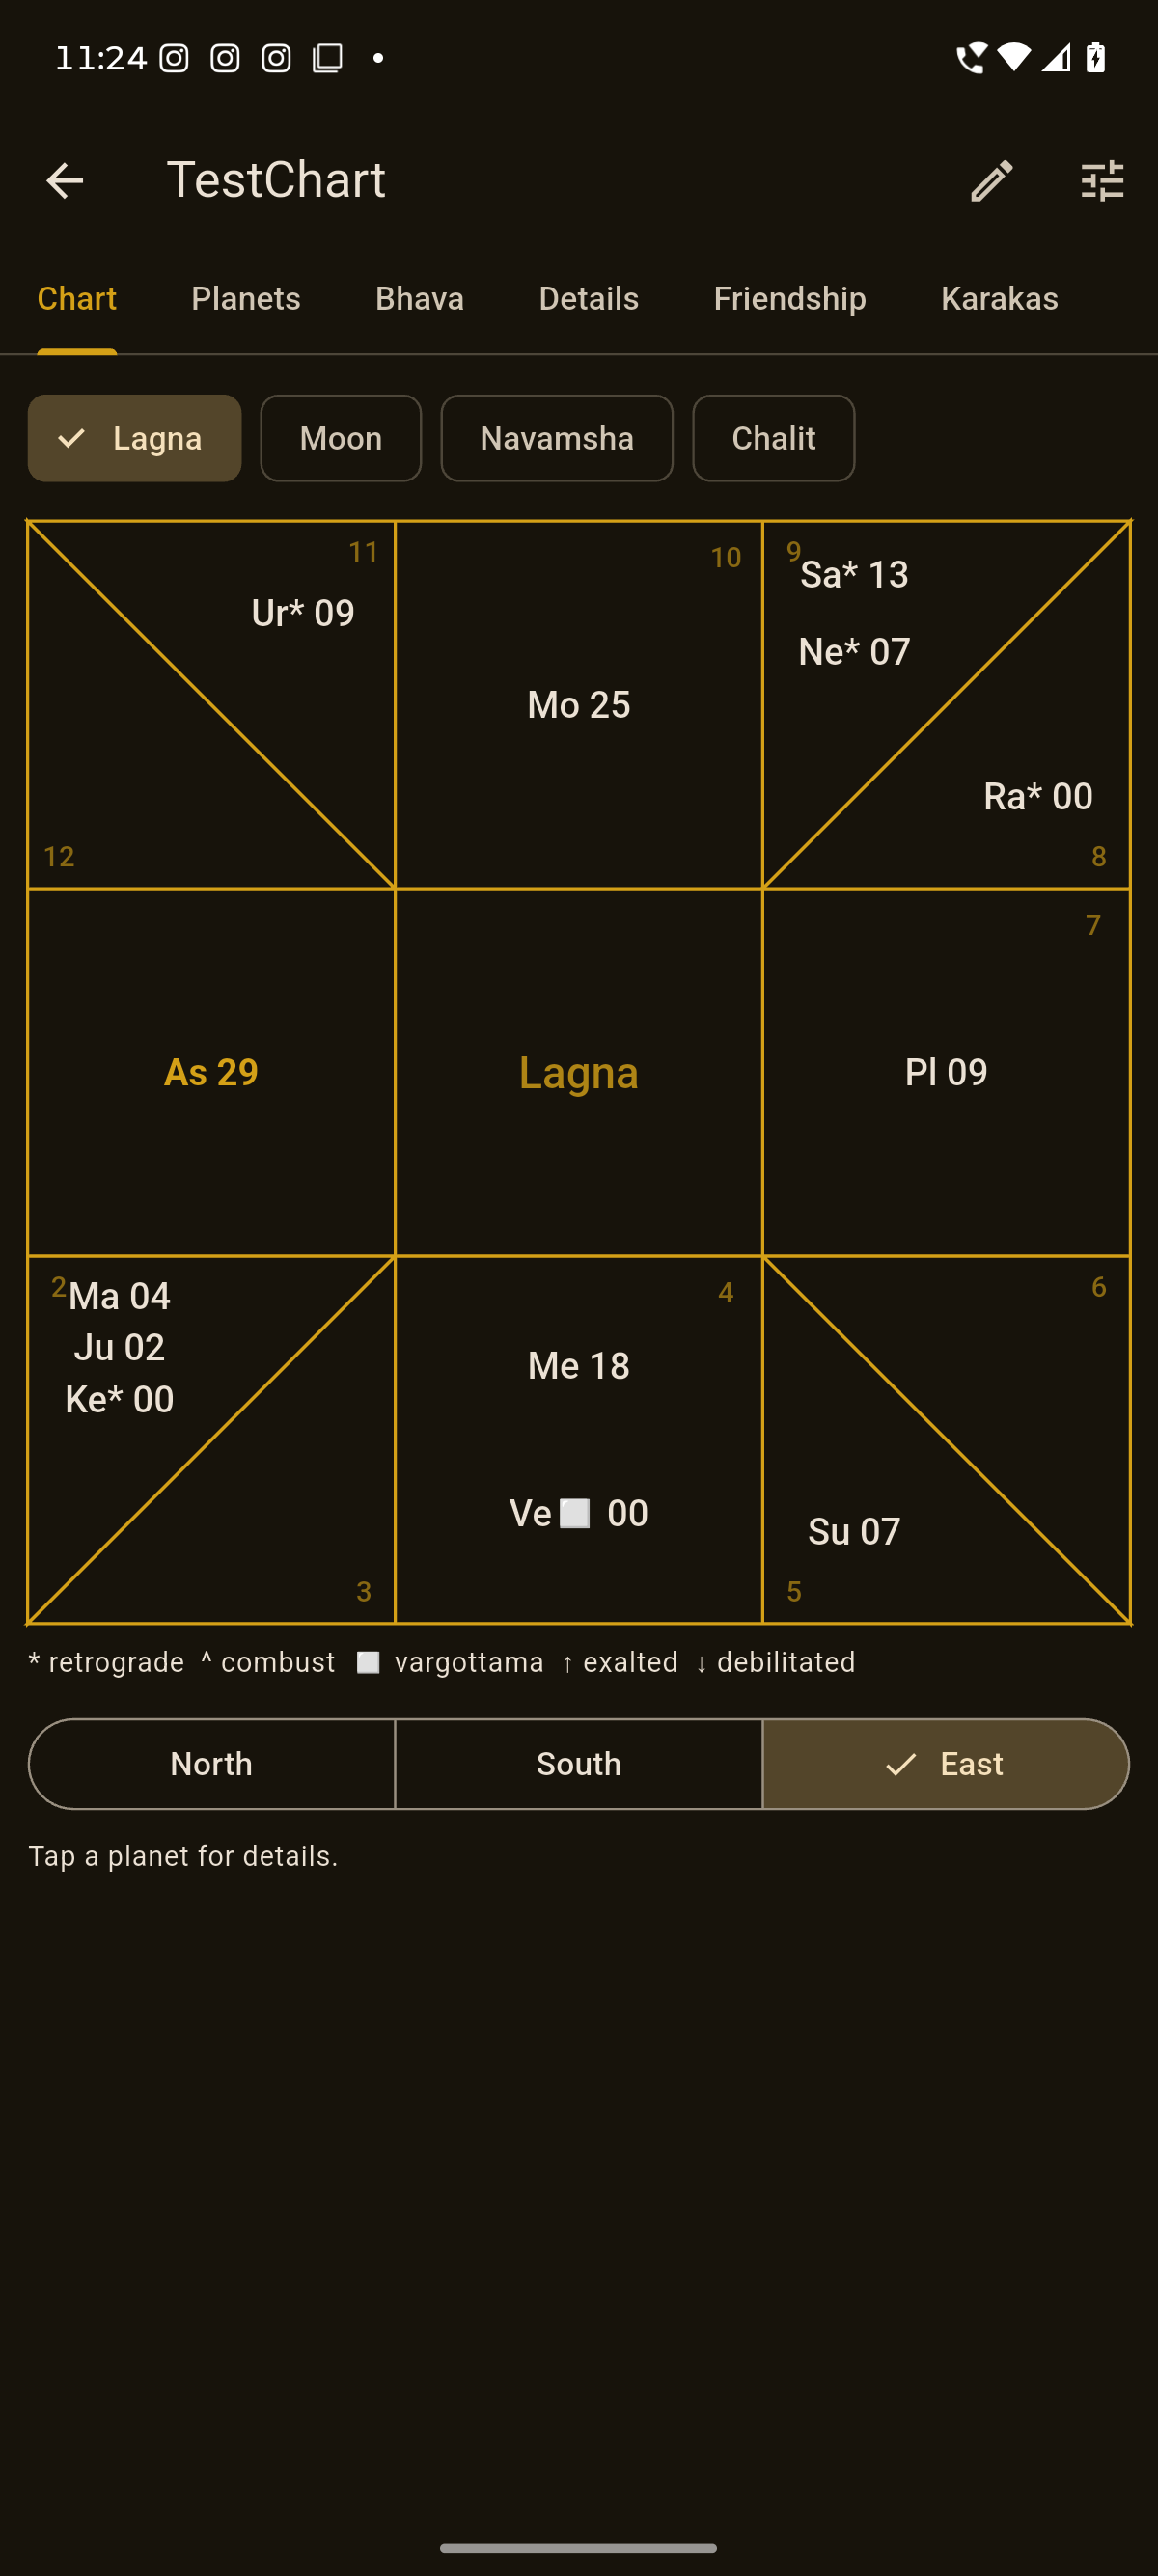 11:24
TestChart
Chart Planets Bhava Details Friendship Karakas
Lagna Moon Navamsha Chalit
11
Ur* 09
12
10
Mo 25
9
Sa* 13
Ne* 07
Ra* 00
8
As 29
Lagna
7
Pl 09
2
Ma 04
Ju 02
Ke* 00
3
4
Me 18
Ve⬜ 00
6
Su 07
5
* retrograde ^ combust ⬜ vargottama ↑ exalted ↓ debilitated
North South East
Tap a planet for details.